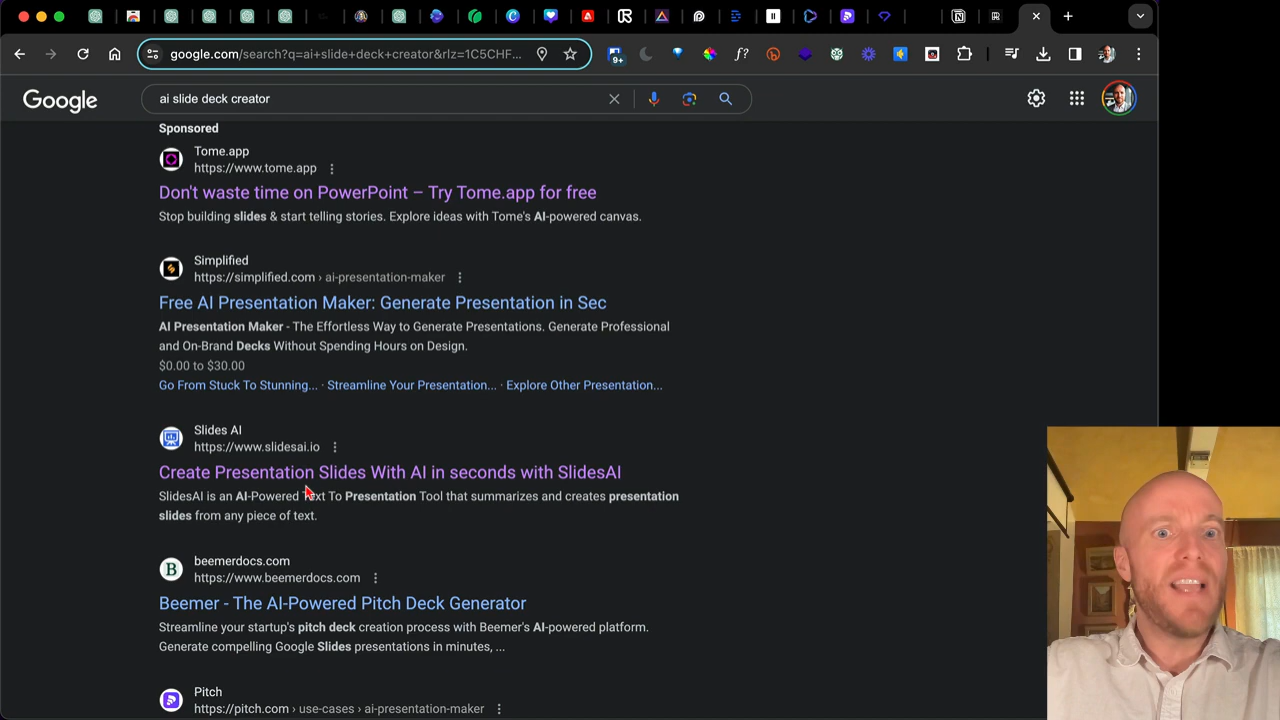 google.com/search?q=ai+slide+deck+creator&rlz=1C5CHF...
9+
f?
Google
ai slide deck creator
Sponsored
Tome.app
https://www.tome.app
Don't waste time on PowerPoint – Try Tome.app for free
Stop building slides & start telling stories. Explore ideas with Tome's AI-powered canvas.
Simplified
https://simplified.com › ai-presentation-maker
Free AI Presentation Maker: Generate Presentation in Sec
AI Presentation Maker - The Effortless Way to Generate Presentations. Generate Professional
and On-Brand Decks Without Spending Hours on Design.
$0.00 to $30.00
Go From Stuck To Stunning... · Streamline Your Presentation... · Explore Other Presentation...
Slides AI
https://www.slidesai.io
Create Presentation Slides With AI in seconds with SlidesAI
SlidesAI is an AI-Powered Text To Presentation Tool that summarizes and creates presentation
slides from any piece of text.
B
beemerdocs.com
https://www.beemerdocs.com
Beemer - The AI-Powered Pitch Deck Generator
Streamline your startup's pitch deck creation process with Beemer's AI-powered platform.
Generate compelling Google Slides presentations in minutes, ...
Pitch
https://pitch.com › use-cases › ai-presentation-maker